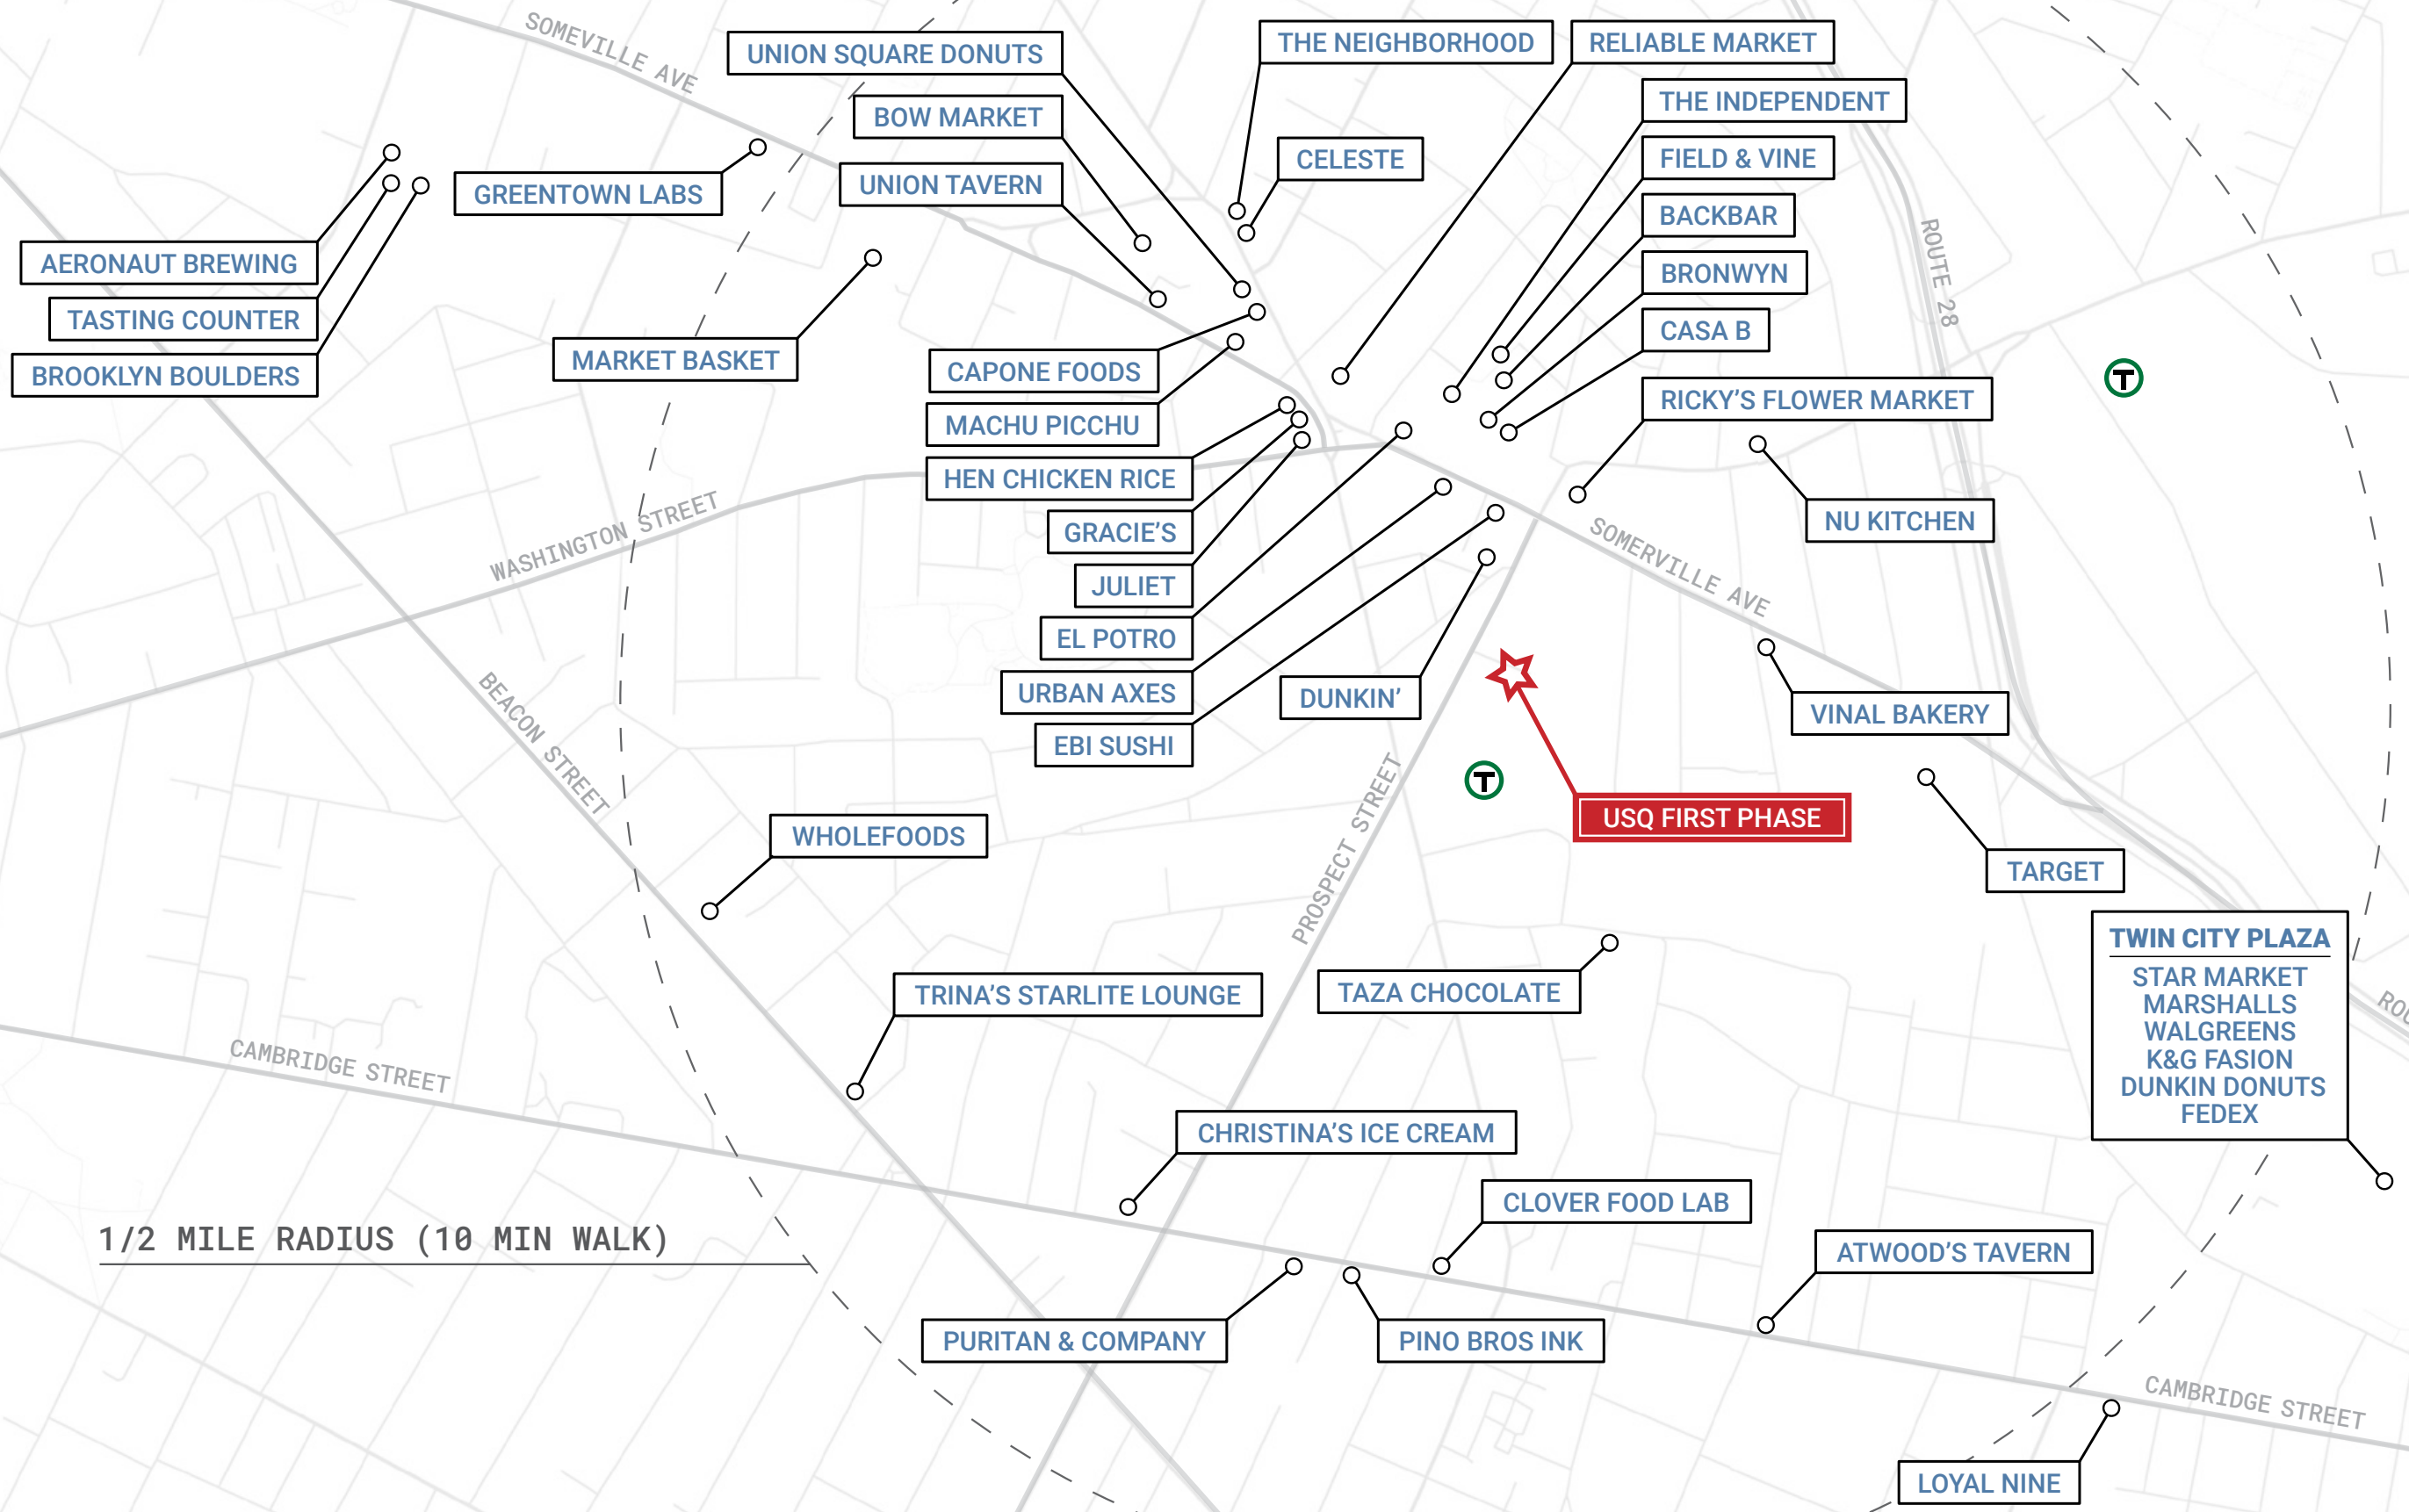 SOMEVILLE AVE
UNION SQUARE DONUTS
THE NEIGHBORHOOD
RELIABLE MARKET
THE INDEPENDENT
BOW MARKET
CELESTE
FIELD & VINE
UNION TAVERN
GREENTOWN LABS
BACKBAR
ROUTE 28
AERONAUT BREWING
BRONWYN
TASTING COUNTER
CASA B
MARKET BASKET
BROOKLYN BOULDERS
CAPONE FOODS
T
RICKY’S FLOWER MARKET
MACHU PICCHU
HEN CHICKEN RICE
NU KITCHEN
WASHINGTON STREET
GRACIE’S
SOMERVILLE AVE
JULIET
EL POTRO
URBAN AXES
DUNKIN’
VINAL BAKERY
BEACON STREET
EBI SUSHI
T
USQ FIRST PHASE
WHOLEFOODS
PROSPECT STREET
TARGET
TWIN CITY PLAZA
STAR MARKET
MARSHALLS
WALGREENS
K&G FASION
DUNKIN DONUTS
FEDEX
TRINA’S STARLITE LOUNGE
TAZA CHOCOLATE
ROU
CAMBRIDGE STREET
CHRISTINA’S ICE CREAM
CLOVER FOOD LAB
1/2 MILE RADIUS (10 MIN WALK)
ATWOOD’S TAVERN
PURITAN & COMPANY
PINO BROS INK
CAMBRIDGE STREET
LOYAL NINE